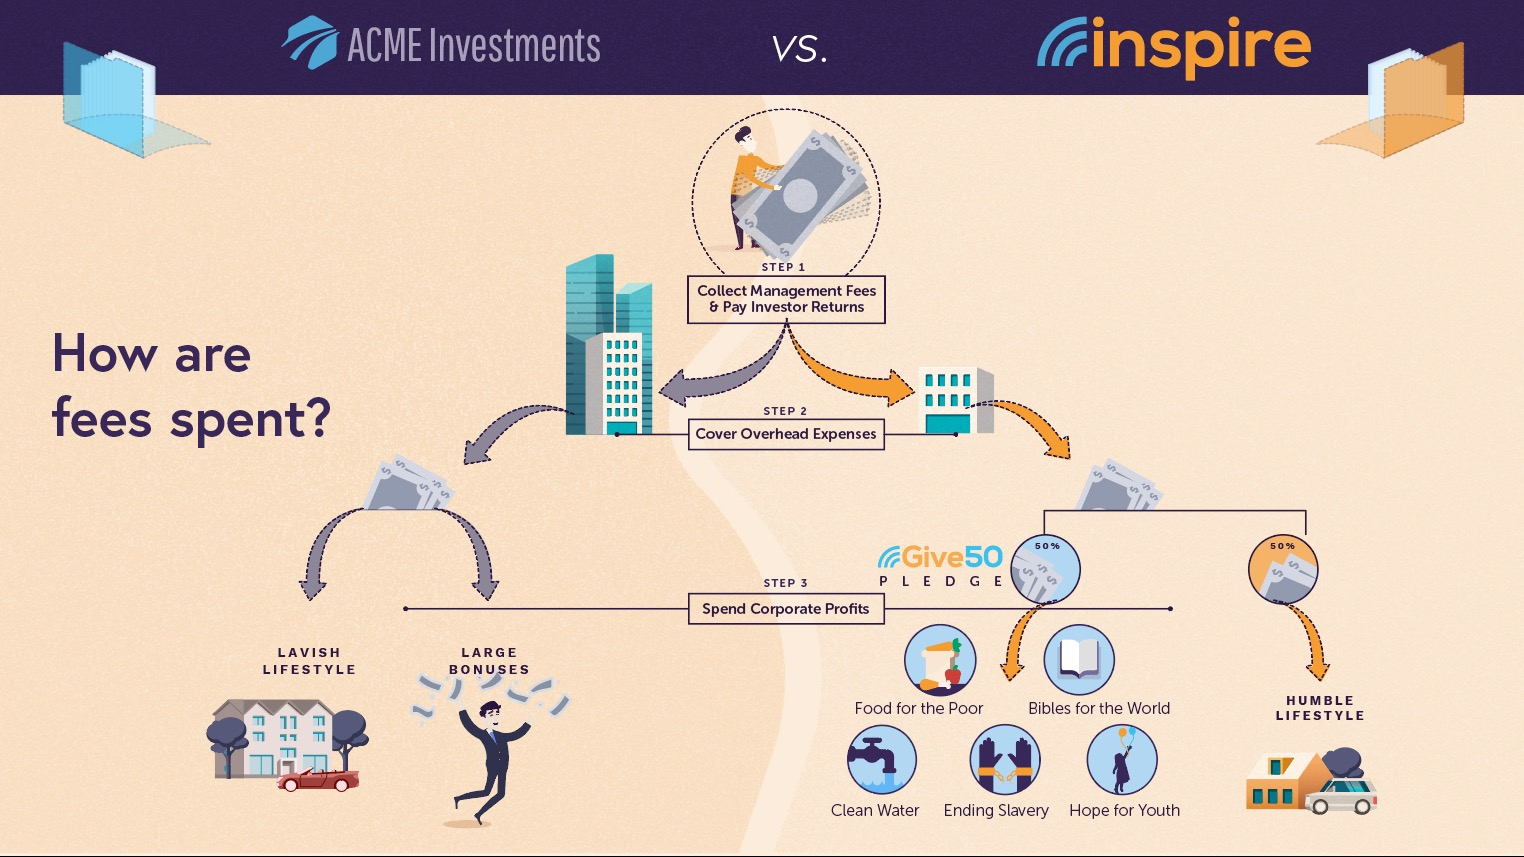 ACME Investments
VS.
inspire
How are
fees spent?
STEP 1
Collect Management Fees
& Pay Investor Returns
STEP 2
Cover Overhead Expenses
STEP 3
Spend Corporate Profits
LAVISH
LIFESTYLE
LARGE
BONUSES
Give50
PLEDGE
50%
50%
Food for the Poor
Bibles for the World
Clean Water
Ending Slavery
Hope for Youth
HUMBLE
LIFESTYLE